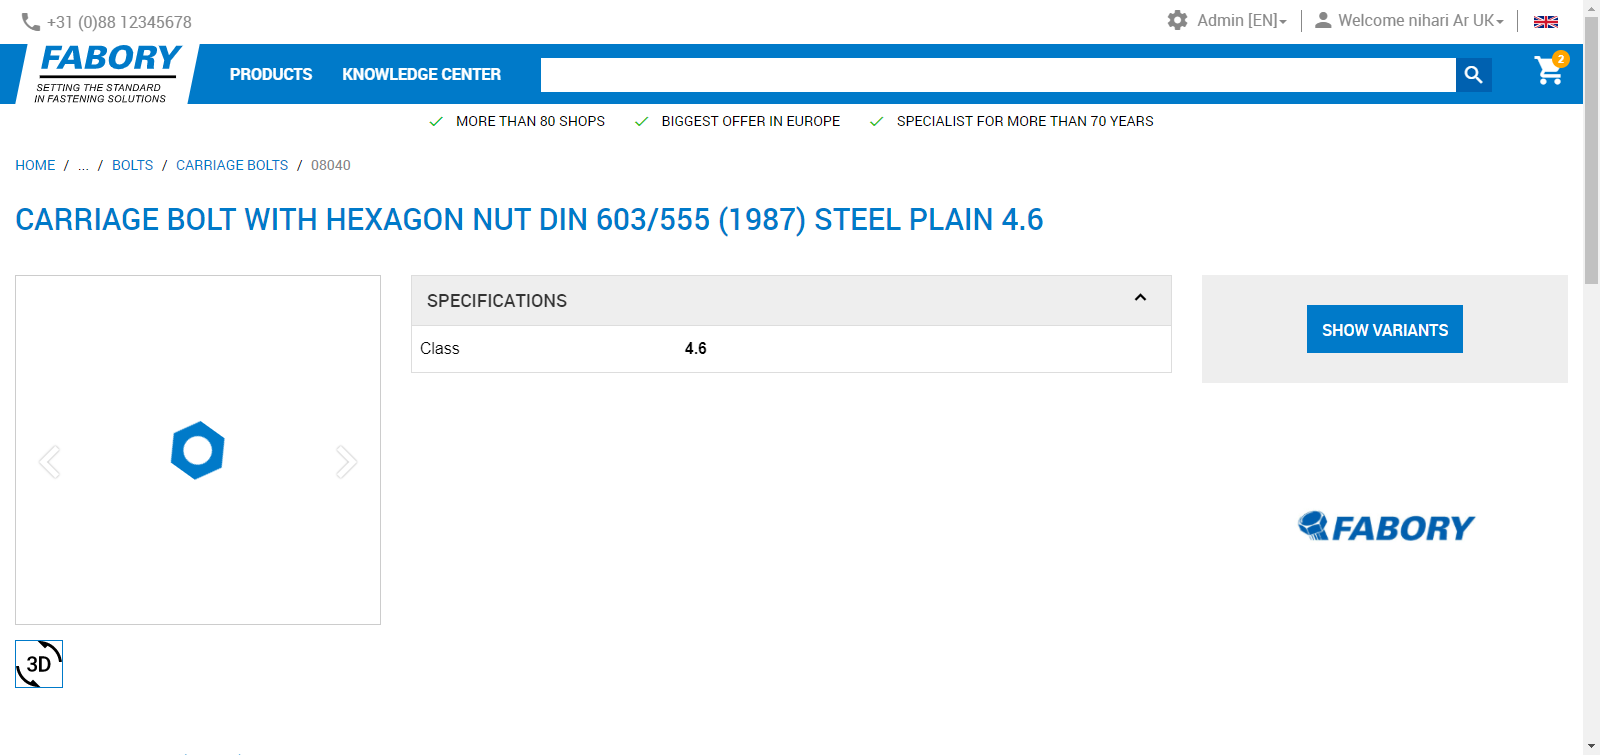 +31 (0)88 12345678
Admin [EN]
Welcome nihari Ar UK
FABORY
SETTING THE STANDARD
IN FASTENING SOLUTIONS
PRODUCTS
KNOWLEDGE CENTER
2
MORE THAN 80 SHOPS
BIGGEST OFFER IN EUROPE
SPECIALIST FOR MORE THAN 70 YEARS
HOME / ... / BOLTS / CARRIAGE BOLTS / 08040
CARRIAGE BOLT WITH HEXAGON NUT DIN 603/555 (1987) STEEL PLAIN 4.6
SPECIFICATIONS
Class 4.6
SHOW VARIANTS
FABORY
3D